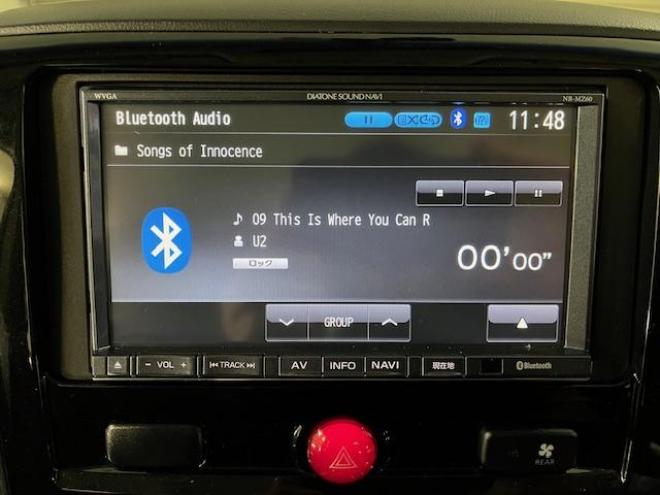 WVGA
DIATONE SOUND NAVI
NR-MZ60
Bluetooth Audio
11:48
Songs of Innocence
09 This Is Where You Can R
U2
ロック
00'00"
GROUP
- VOL +
TRACK
AV
INFO
NAVI
現在地
Bluetooth
REAR